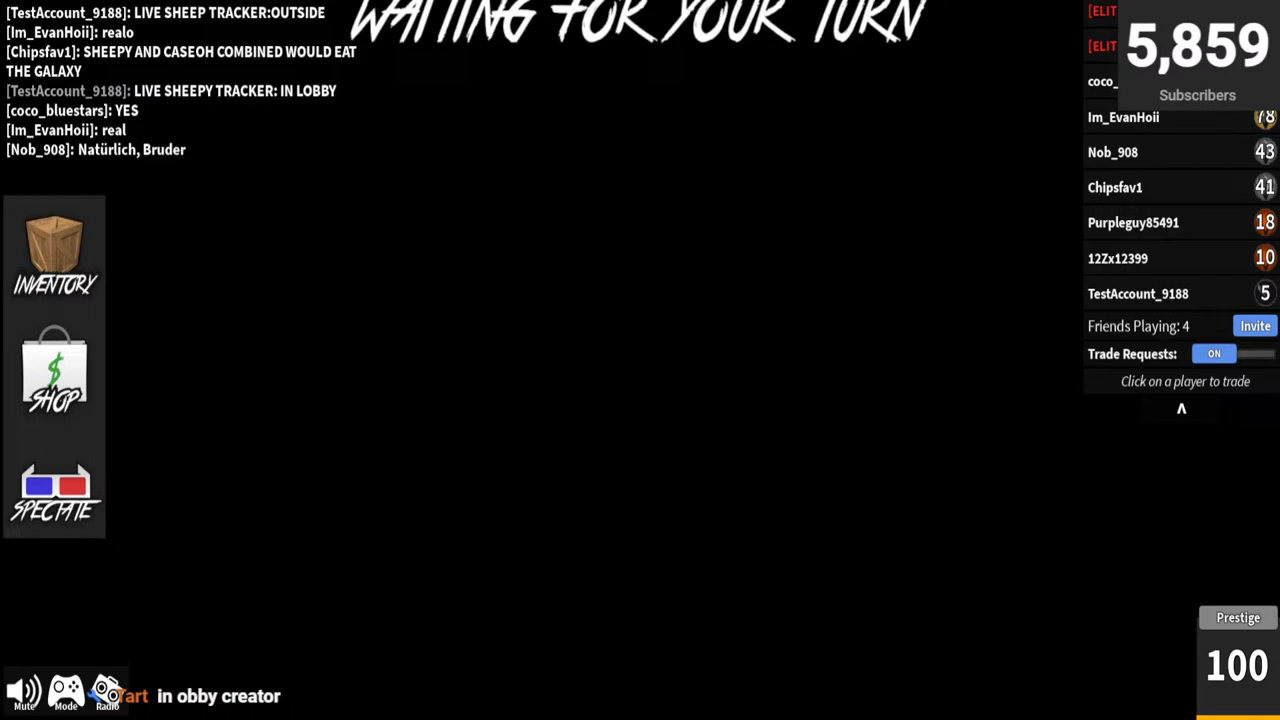 [TestAccount_9188]: LIVE SHEEP TRACKER:OUTSIDE
[Im_EvanHoii]: realo
[Chipsfav1]: SHEEPY AND CASEOH COMBINED WOULD EAT
THE GALAXY
[TestAccount_9188]: LIVE SHEEPY TRACKER: IN LOBBY
[coco_bluestars]: YES
[Im_EvanHoii]: real
[Nob_908]: Natürlich, Bruder
WAITING FOR YOUR TURN
[ELIT
[ELIT
5,859
Subscribers
coco_
Im_EvanHoii 78
Nob_908 43
Chipsfav1 41
Purpleguy85491 18
12Zx12399 10
TestAccount_9188 5
Friends Playing: 4 Invite
Trade Requests: ON
Click on a player to trade
INVENTORY
$
SHOP
SPECTATE
Prestige
100
Mute Mode Radio
in obby creator